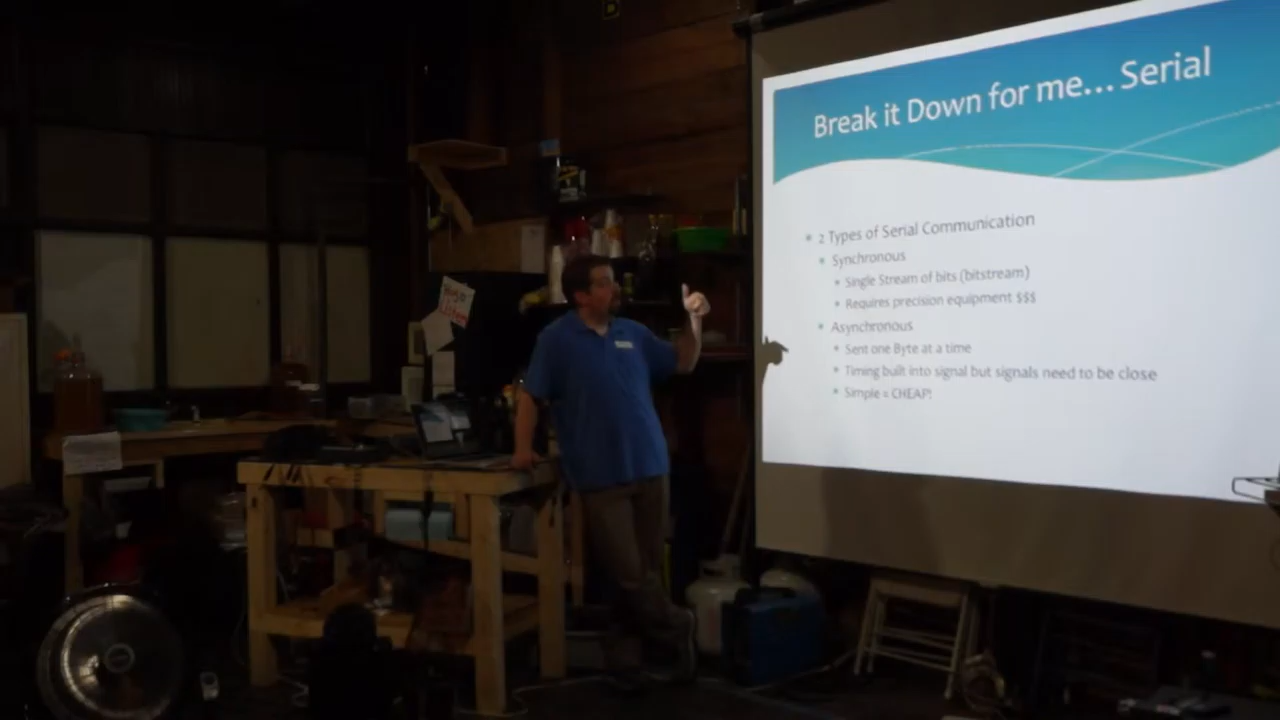 Break it Down for me... Serial
2 Types of Serial Communication
Synchronous
Single Stream of bits (bitstream)
Requires precision equipment $$$
Asynchronous
Sent one Byte at a time
Timing built into signal but signals need to be close
Simple = CHEAP!